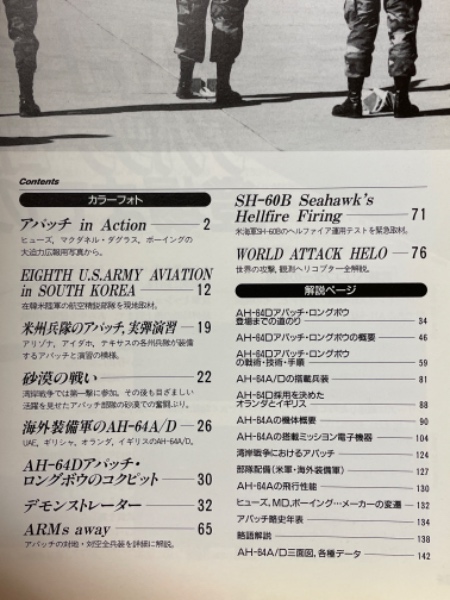 Contents
カラーフォト
アパッチ in Action 2
ヒューズ、マクダネル・ダグラス、ボーイングの
大迫力広報用写真から。
EIGHTH U.S.ARMY AVIATION
in SOUTH KOREA 12
在韓米陸軍の航空精鋭部隊を現地取材。
米州兵隊のアパッチ,実弾演習 19
アリゾナ、アイダホ、テキサスの各州兵隊が装備
するアパッチと演習の模様。
砂漠の戦い 22
湾岸戦争では第一撃に参加。その後も目ざましい
活躍を見せたアパッチ部隊の砂漠での奮闘ぶり。
海外装備軍のAH-64A/D 26
UAE, ギリシャ, オランダ, イギリスのAH-64A/D。
AH-64Dアパッチ・
ロングボウのコクピット 30
デモンストレーター 32
ARMs away 65
アパッチの対地・対空全兵装を詳細に解説。
SH-60B Seahawk's
Hellfire Firing 71
米海軍SH-60Bのヘルファイア運用テストを緊急取材。
WORLD ATTACK HELO 76
世界の攻撃, 観測ヘリコプター全解説。
解説ページ
AH-64Dアパッチ・ロングボウ
登場までの道のり 34
AH-64Dアパッチ・ロングボウの概要 46
AH-64Dアパッチ・ロングボウ
の戦術・技術・手順 59
AH-64A/Dの搭載兵装 81
AH-64D採用を決めた
オランダとイギリス 88
AH-64Aの機体概要 90
AH-64Aの搭載ミッション電子機器 104
湾岸戦争におけるアパッチ 124
部隊配備(米軍・海外装備軍) 127
AH-64Aの飛行性能 130
ヒューズ, MD, ボーイング…メーカーの変遷 132
アパッチ略史年表 134
略語解説 138
AH-64A/D三面図, 各種データ 142